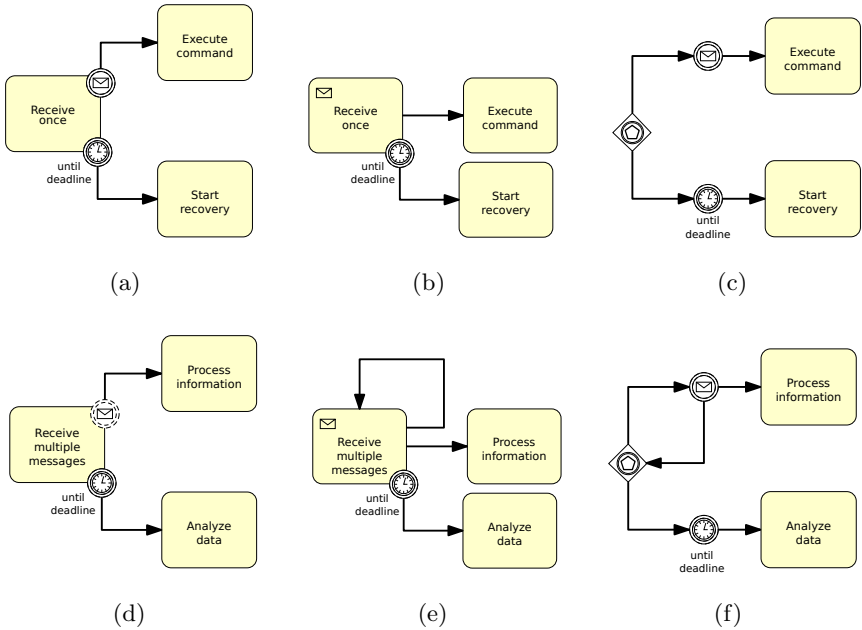 Execute
command
Receive
once
until
deadline
Start
recovery
(a)
Receive
once
Execute
command
until
deadline
Start
recovery
(b)
Execute
command
until
deadline
Start
recovery
(c)
Process
information
Receive
multiple
messages
until
deadline
Analyze
data
(d)
Receive
multiple
messages
Process
information
until
deadline
Analyze
data
(e)
Process
information
until
deadline
Analyze
data
(f)